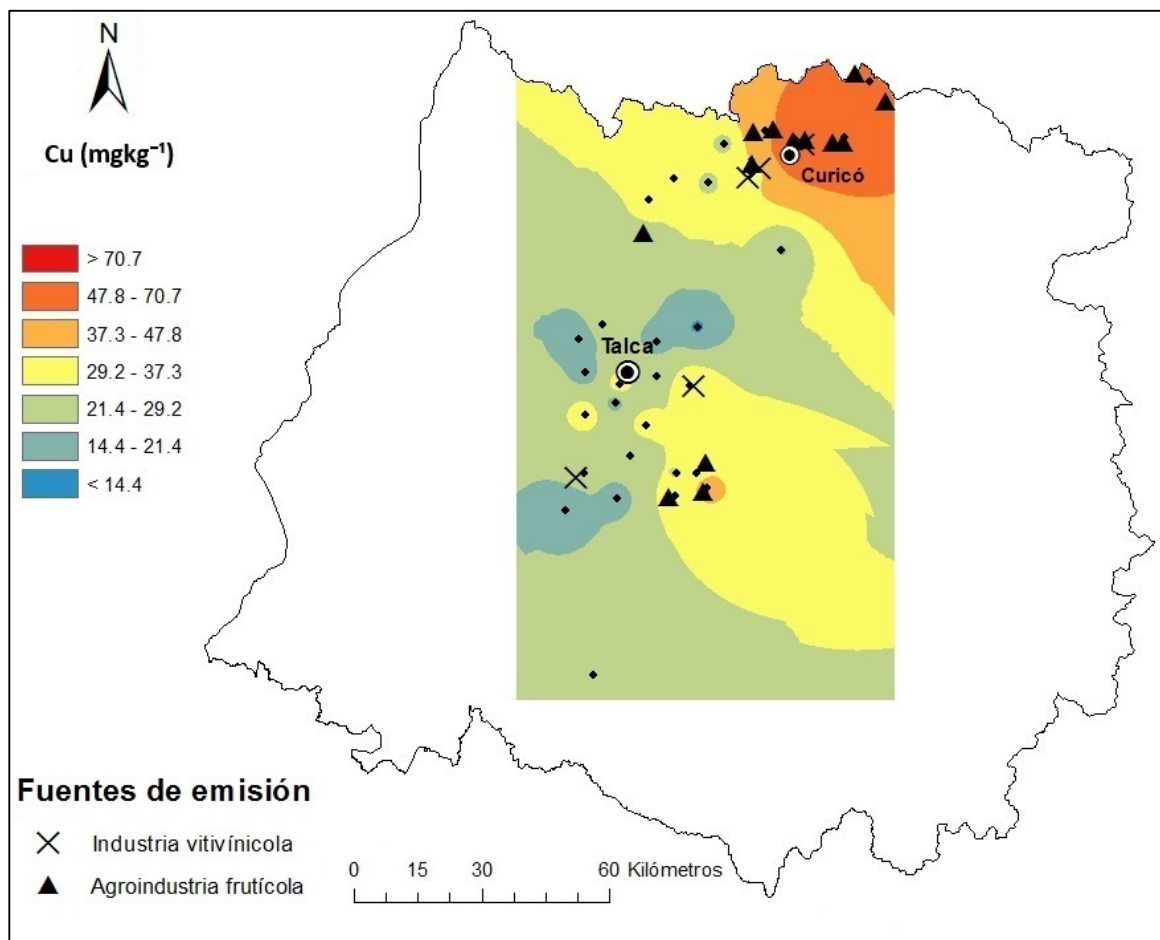 N
Cu (mgkg⁻¹)
> 70.7
47.8 - 70.7
37.3 - 47.8
29.2 - 37.3
21.4 - 29.2
14.4 - 21.4
< 14.4
Curicó
Talca
Fuentes de emisión
Industria vitivínicola
Agroindustria frutícola
0 15 30 60 Kilómetros